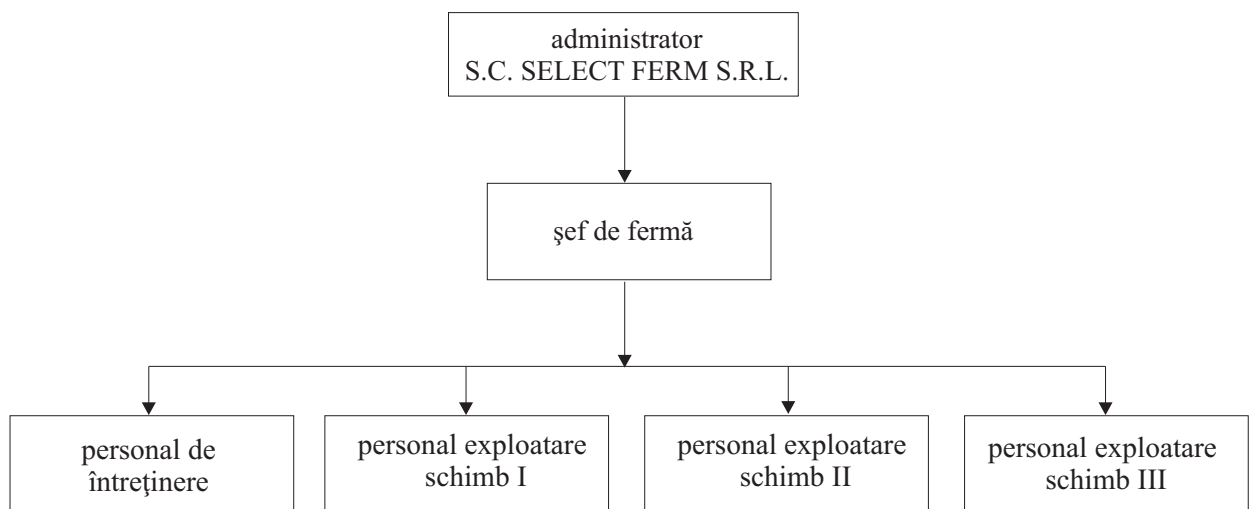 administrator
S.C. SELECT FERM S.R.L.
şef de fermă
personal de
întreţinere
personal exploatare
schimb I
personal exploatare
schimb II
personal exploatare
schimb III